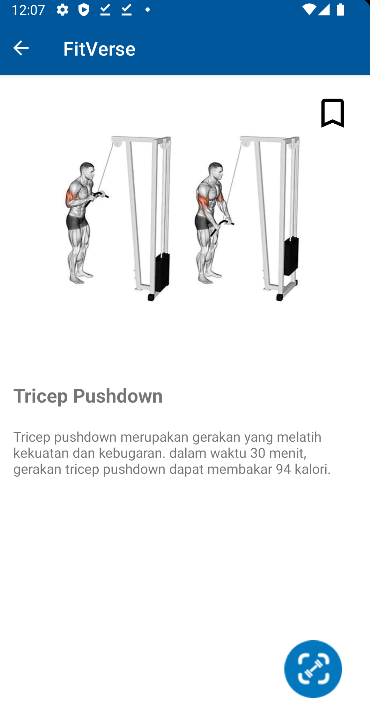 12:07
FitVerse
Tricep Pushdown
Tricep pushdown merupakan gerakan yang melatih
kekuatan dan kebugaran. dalam waktu 30 menit,
gerakan tricep pushdown dapat membakar 94 kalori.